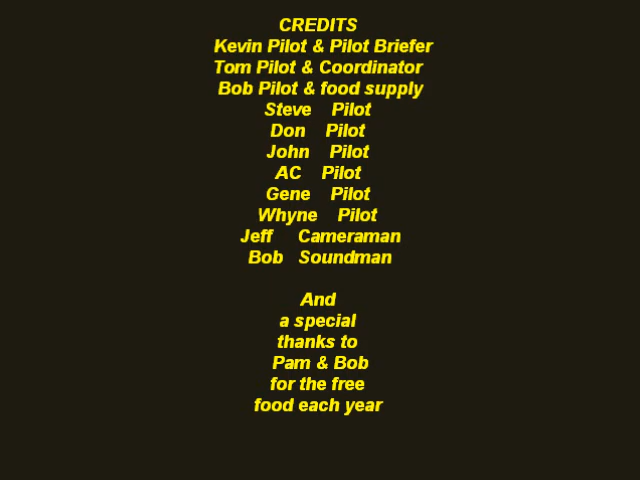 CREDITS
Kevin Pilot & Pilot Briefer
Tom Pilot & Coordinator
Bob Pilot & food supply
Steve Pilot
Don Pilot
John Pilot
AC Pilot
Gene Pilot
Whyne Pilot
Jeff Cameraman
Bob Soundman
And
a special
thanks to
Pam & Bob
for the free
food each year